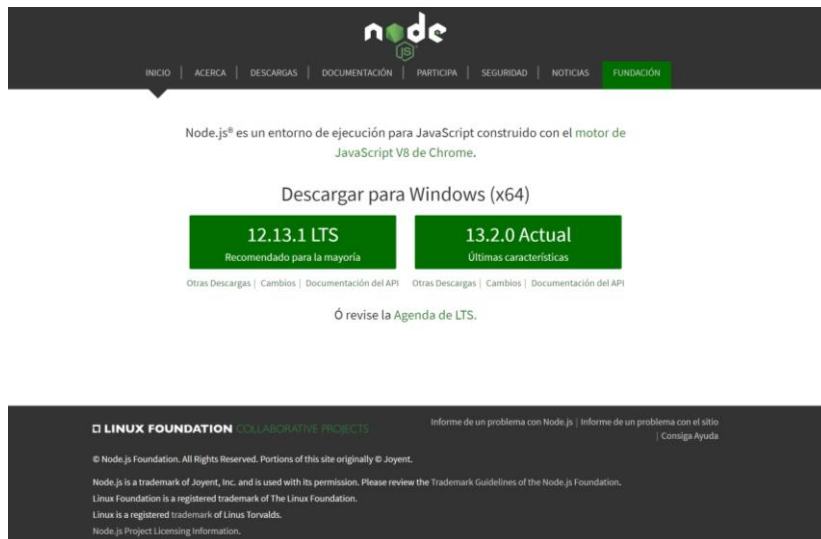 node
JS
INICIO | ACERCA | DESCARGAS | DOCUMENTACIÓN | PARTICIPA | SEGURIDAD | NOTICIAS FUNDACIÓN
Node.js® es un entorno de ejecución para JavaScript construido con el motor de
JavaScript V8 de Chrome.
Descargar para Windows (x64)
12.13.1 LTS
Recomendado para la mayoría
13.2.0 Actual
Últimas características
Otras Descargas | Cambios | Documentación del API
Otras Descargas | Cambios | Documentación del API
Ó revise la Agenda de LTS.
LINUX FOUNDATION COLLABORATIVE PROJECTS
Informe de un problema con Node.js | Informe de un problema con el sitio
| Consiga Ayuda
© Node.js Foundation. All Rights Reserved. Portions of this site originally © Joyent.
Node.js is a trademark of Joyent, Inc. and is used with its permission. Please review the Trademark Guidelines of the Node.js Foundation.
Linux Foundation is a registered trademark of The Linux Foundation.
Linux is a registered trademark of Linus Torvalds.
Node.js Project Licensing Information.